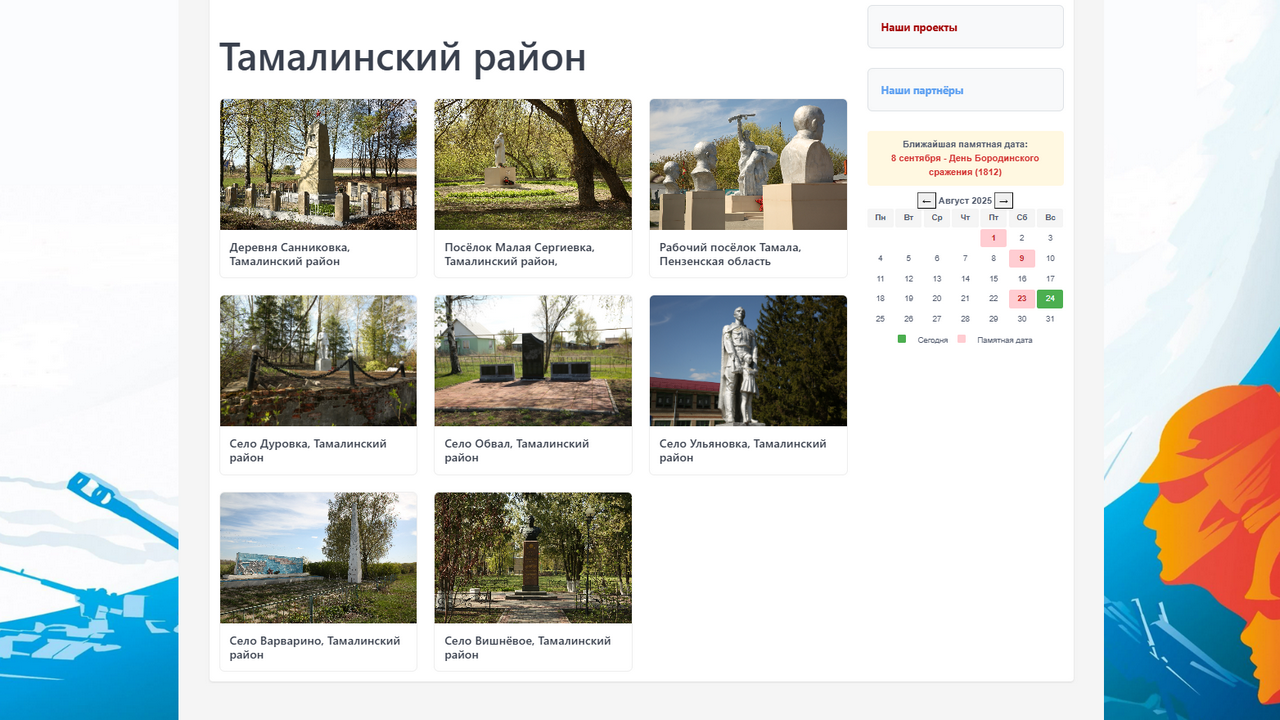 Тамалинский район
Деревня Санниковка,
Тамалинский район
Посёлок Малая Сергиевка,
Тамалинский район,
Рабочий посёлок Тамала,
Пензенская область
Село Дуровка, Тамалинский
район
Село Обвал, Тамалинский
район
Село Ульяновка, Тамалинский
район
Село Варварино, Тамалинский
район
Село Вишнёвое, Тамалинский
район
Наши проекты
Наши партнёры
Ближайшая памятная дата:
8 сентября - День Бородинского
сражения (1812)
← Август 2025 →
Пн Вт Ср Чт Пт Сб Вс
1 2 3
4 5 6 7 8 9 10
11 12 13 14 15 16 17
18 19 20 21 22 23 24
25 26 27 28 29 30 31
Сегодня Памятная дата